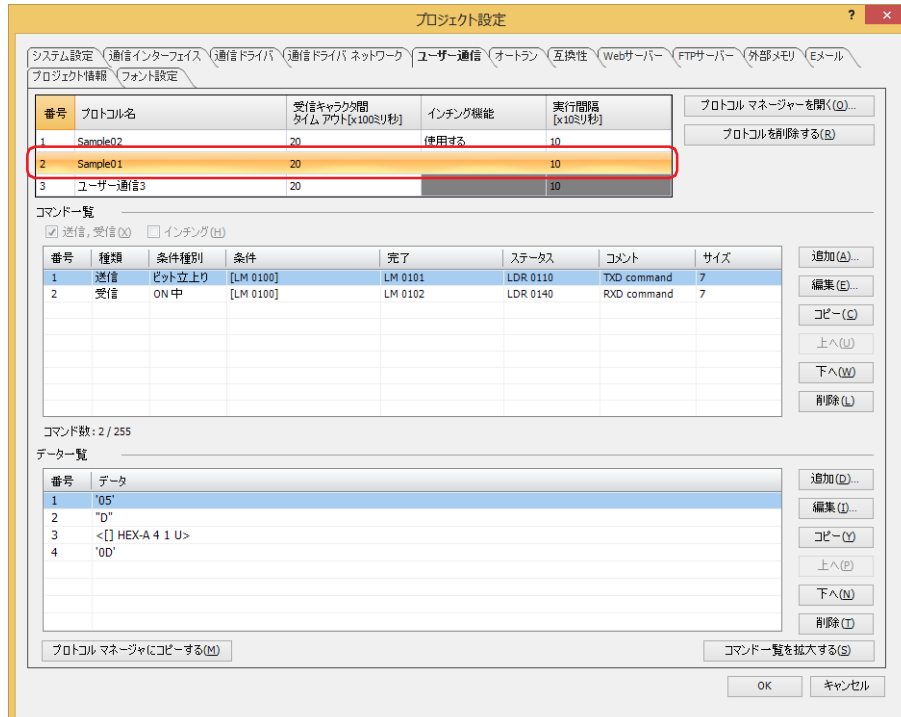 プロジェクト設定
? ×
システム設定 通信インターフェイス 通信ドライバ 通信ドライバ ネットワーク ユーザー通信 オートラン 互換性 Webサーバー FTPサーバー 外部メモリ Eメール
プロジェクト情報 フォント設定
番号 プロトコル名 受信キャラクタ間 タイム アウト[x100ミリ秒] インチング機能 実行間隔 [x10ミリ秒]
1 Sample02 20 使用する 10
2 Sample01 20 10
3 ユーザー通信3 20 10
プロトコル マネージャーを開く(O)...
プロトコルを削除する(R)
コマンド一覧
送信, 受信(X) インチング(H)
番号 種類 条件種別 条件 完了 ステータス コメント サイズ
1 送信 ビット立上り [LM 0100] LM 0101 LDR 0110 TXD command 7
2 受信 ON 中 [LM 0100] LM 0102 LDR 0140 RXD command 7
追加(A)...
編集(E)...
コピー(C)
上へ(U)
下へ(W)
削除(L)
コマンド数: 2 / 255
データ一覧
番号 データ
1 '05'
2 "D"
3 <[] HEX-A 4 1 U>
4 '0D'
追加(D)...
編集(I)...
コピー(Y)
上へ(P)
下へ(N)
削除(T)
プロトコル マネージャにコピーする(M)
コマンド一覧を拡大する(S)
OK キャンセル